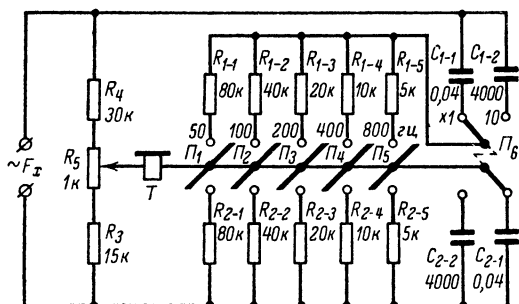 R1-1 R1-2 R1-3 R1-4 R1-5
80к 40к 20к 10к 5к
C1-1 C1-2
0,04 4000
R4
30к
50 100 200 400 800 гц
х1 10
П1 П2 П3 П4 П5 П6
~Fх
R5
1к
Т
R3
15к
R2-1 R2-2 R2-3 R2-4 R2-5
80к 40к 20к 10к 5к
C2-2 C2-1
4000 0,04